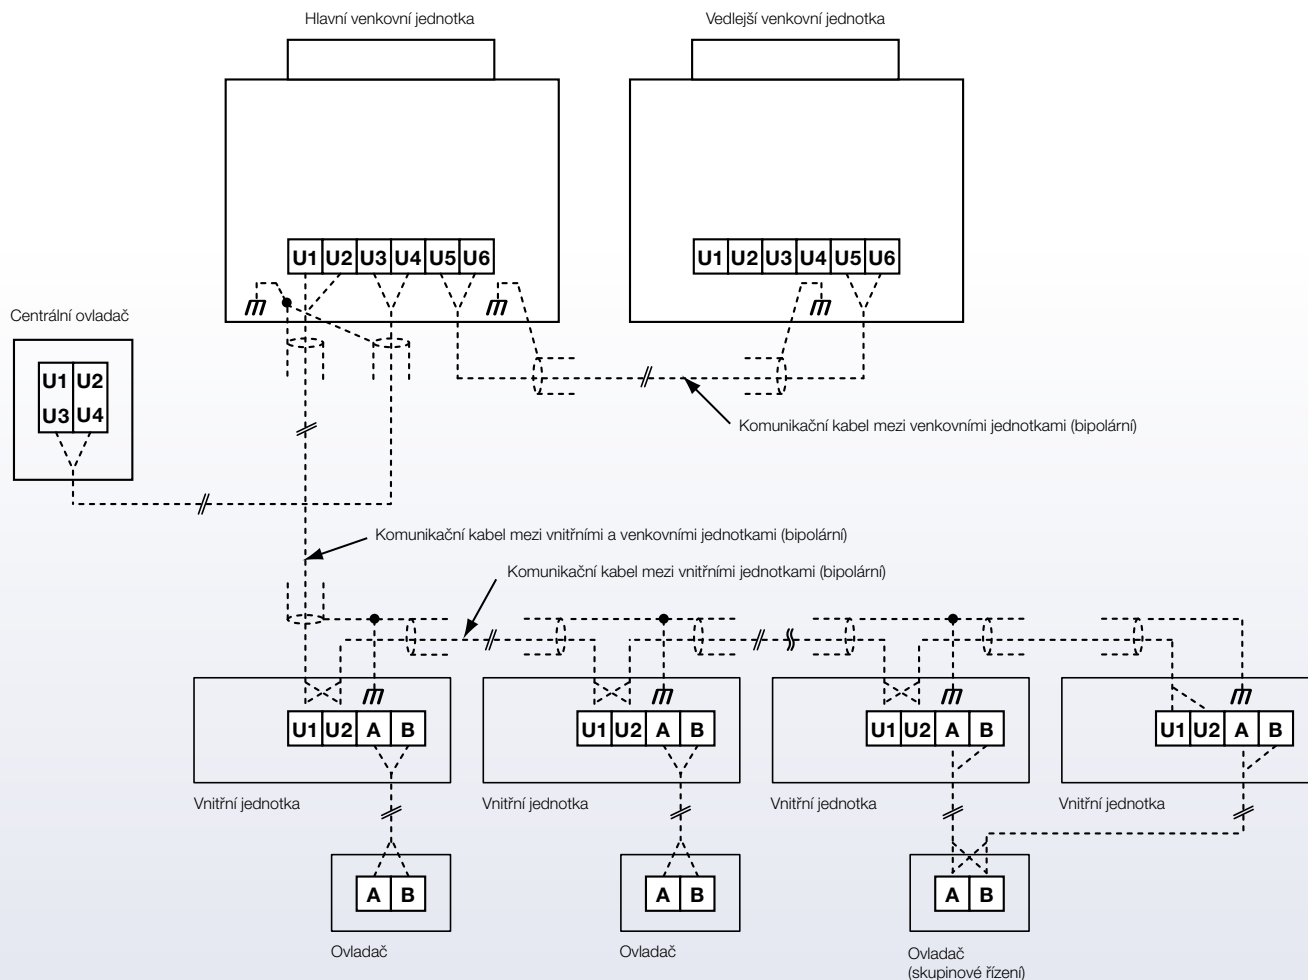 Hlavní venkovní jednotka
Vedlejší venkovní jednotka
U1 U2 U3 U4 U5 U6
U1 U2 U3 U4 U5 U6
Centrální ovladač
U1 U2
U3 U4
Komunikační kabel mezi venkovními jednotkami (bipolární)
Komunikační kabel mezi vnitřními a venkovními jednotkami (bipolární)
Komunikační kabel mezi vnitřními jednotkami (bipolární)
U1 U2 A B
U1 U2 A B
U1 U2 A B
U1 U2 A B
Vnitřní jednotka
Vnitřní jednotka
Vnitřní jednotka
Vnitřní jednotka
A B
A B
A B
Ovladač
Ovladač
Ovladač
(skupinové řízení)